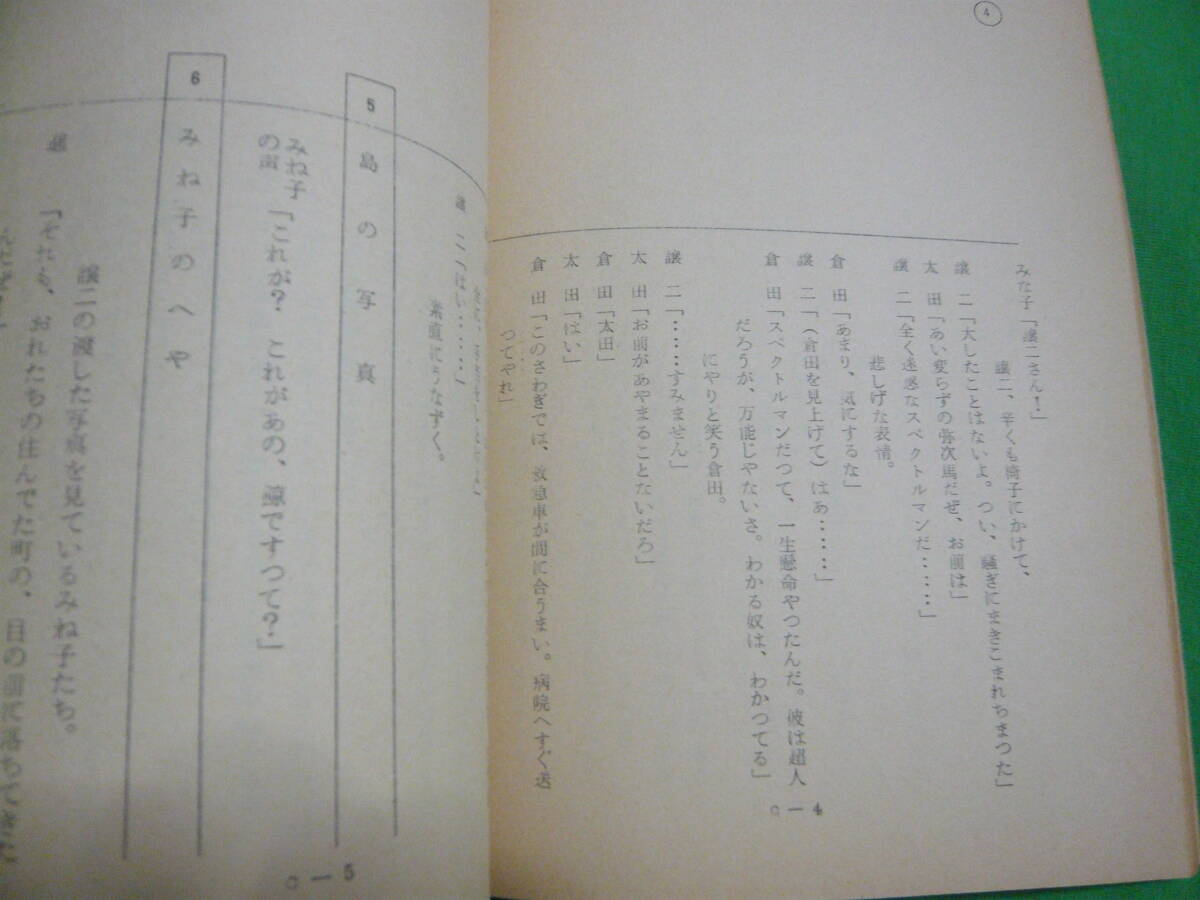 ④
みな子「譲二さん!」
譲二、辛くも椅子にかけて、
譲 二「大したことはないよ。つい、騒ぎにまきこまれちまつた」
太 田「あい変らずの弥次馬だぜ、お前は」
譲 二「全く迷惑なスペクトルマンだ‥‥‥」
悲しげな表情。
倉 田「あまり、気にするな」
譲 二「(倉田を見上げて)はあ‥‥‥」
倉 田「スペクトルマンだつて、一生懸命やつたんだ。彼は超人
だろうが、万能じやないさ。わかる奴は、わかつてる」
にやりと笑う倉田。
譲 二「‥‥‥すみません」
太 田「お前があやまることないだろ」
倉 田「太田」
太 田「はい」
倉 田「このさわぎでは、救急車が間に合うまい。病院へすぐ送
つてやれ」
C—4
譲 二「はい‥‥‥」
素直にうなずく。
5 島の写真
みね子の声「これが? これがあの、源ですつて?」
6 みね子のへや
譲二の渡した写真を見ているみね子たち。
「それも、おれたちの住んでた町の、目の前に落ちてきた
んだぜ!」
C—5